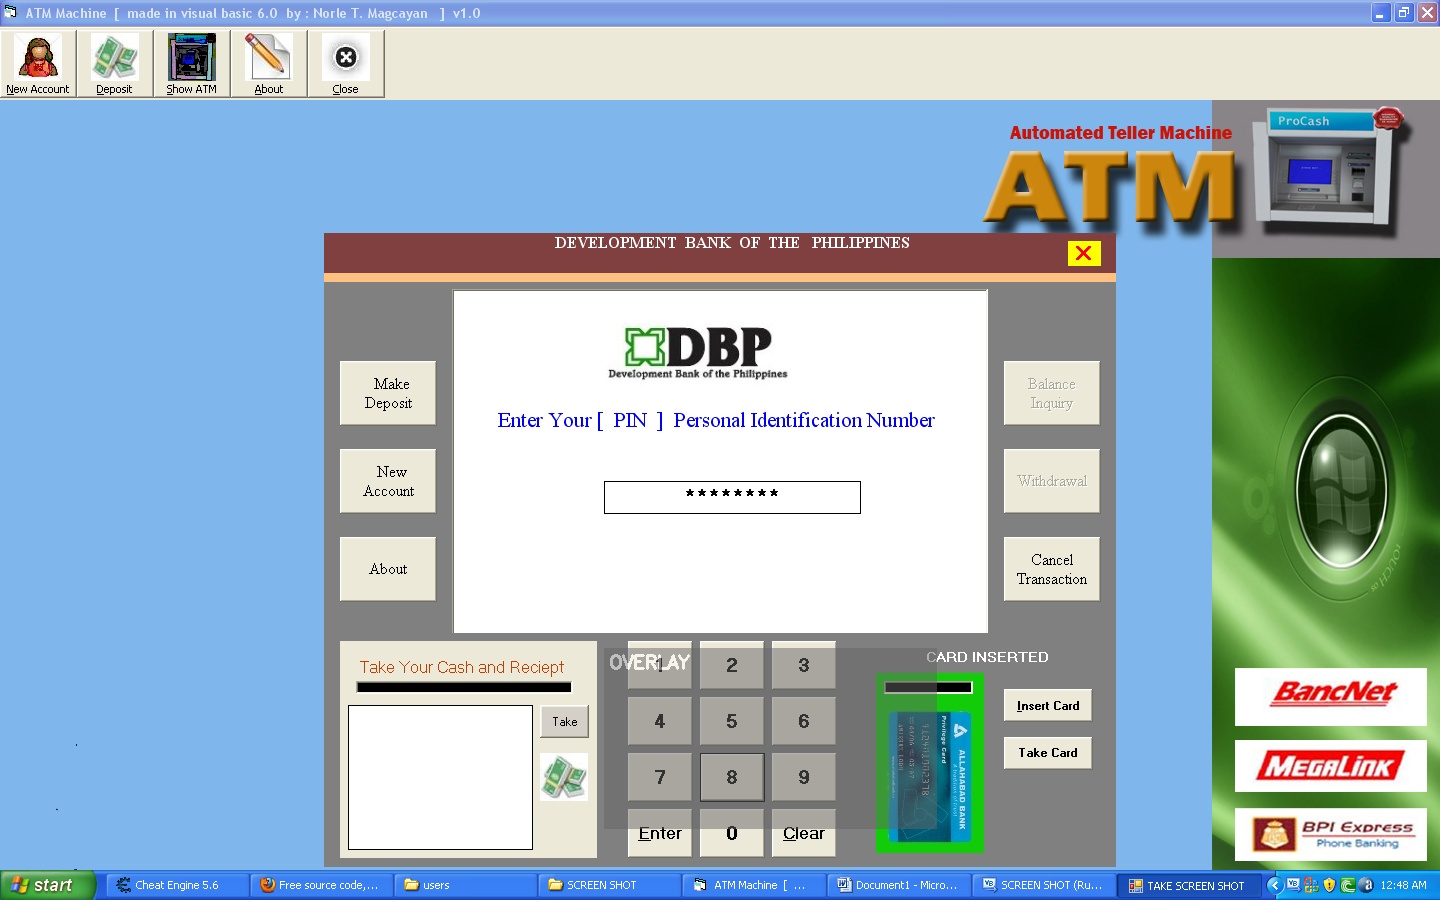 ATM Machine [ made in visual basic 6.0 by : Norle T. Magcayan ] v1.0
New Account
Deposit
Show ATM
About
Close
Automated Teller Machine
ATM
ProCash
DEVELOPMENT BANK OF THE PHILIPPINES
X
DBP
Development Bank of the Philippines
Enter Your [ PIN ] Personal Identification Number
********
Make
Deposit
New
Account
About
Balance
Inquiry
Withdrawal
Cancel
Transaction
Take Your Cash and Reciept
Take
OVERLAY
1 2 3
4 5 6
7 8 9
Enter 0 Clear
CARD INSERTED
Privilege Card
ALLAHABAD BANK
Insert Card
Take Card
BancNet
MEGALINK
BPI Express
Phone Banking
start
Cheat Engine 5.6
Free source code,...
users
SCREEN SHOT
ATM Machine [ ...
Document1 - Micro...
SCREEN SHOT (Ru...
TAKE SCREEN SHOT
12:48 AM